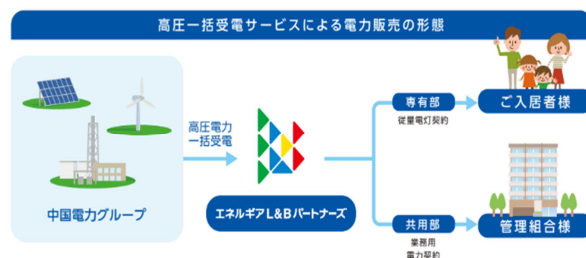 高圧一括受電サービスによる電力販売の形態
中国電力グループ
高圧電力
一括受電
エネルギアL&Bパートナーズ
専有部
従量電灯契約
ご入居者様
共用部
業務用
電力契約
管理組合様